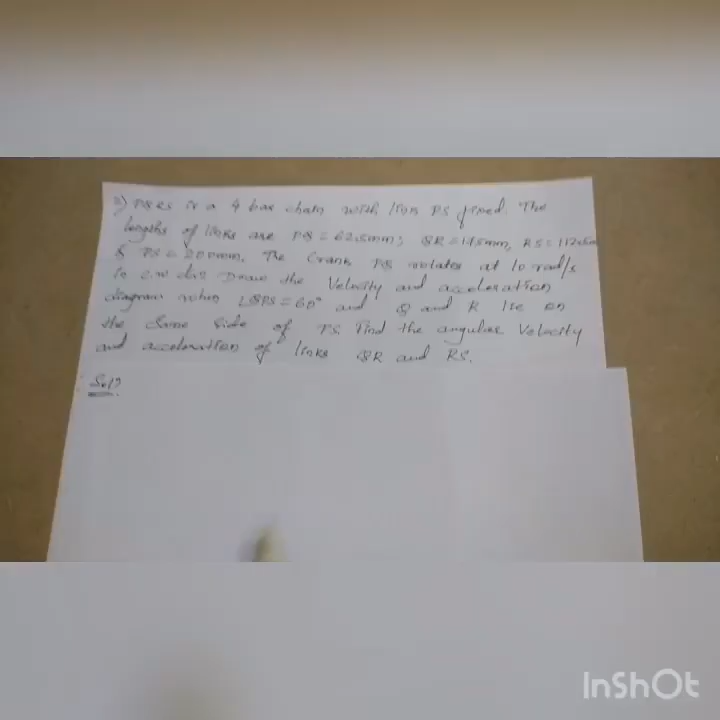 2) PQRS is a 4 bar chain with link PS fixed. The
lengths of links are PQ = 62.5mm; QR = 175mm, RS = 112.5m
& PS = 200mm. The Crank PQ rotates at 10 rad/s
to c.w dir? Draw the Velocity and acceleration
diagram when ∠QPS = 60° and Q and R lie on
the Same side of PS Find the angular Velocity
and acceleration of links QR and RS.
Sol?
InShOt